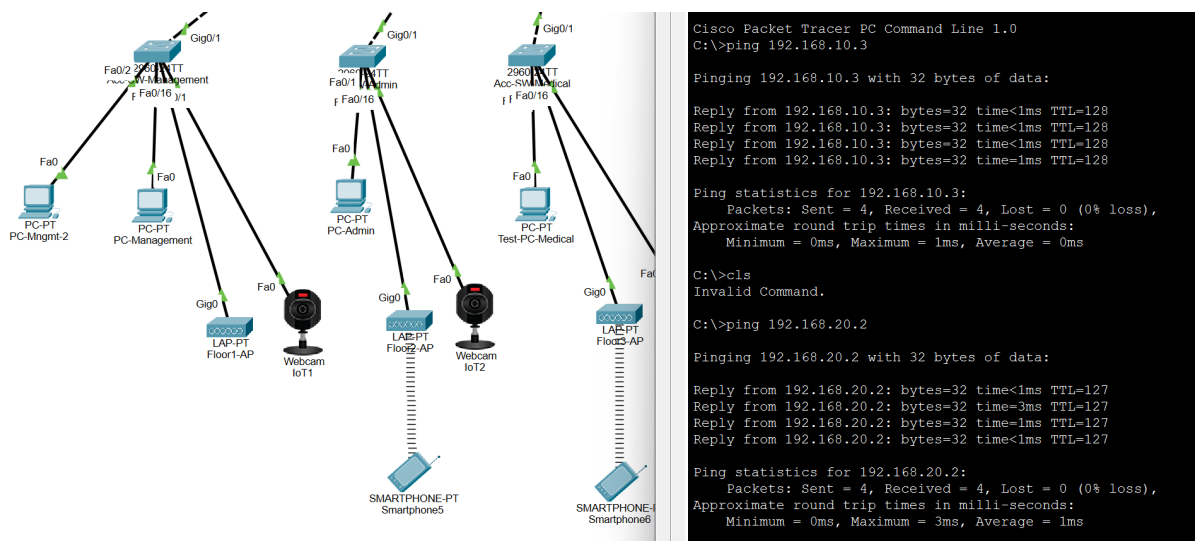 Gig0/1
Gig0/1
Gig0/1
Fa0/2
2960-24TT
Acc-SW-Management
Fa0/16
Fa0/1
Fa0/16
2960-24TT
Acc-SW-Medical
Fa0/16
Fa0
Fa0
Fa0
Fa0
PC-PT
PC-Mngmt-2
PC-PT
PC-Management
PC-PT
PC-Admin
PC-PT
Test-PC-Medical
Gig0
Fa0
Gig0
Fa0
Gig0
LAP-PT
Floor1-AP
Webcam
IoT1
LAP-PT
Floor2-AP
Webcam
IoT2
LAP-PT
Floor3-AP
SMARTPHONE-PT
Smartphone5
Smartphone6
Cisco Packet Tracer PC Command Line 1.0
C:\>ping 192.168.10.3
Pinging 192.168.10.3 with 32 bytes of data:
Reply from 192.168.10.3: bytes=32 time<1ms TTL=128
Reply from 192.168.10.3: bytes=32 time<1ms TTL=128
Reply from 192.168.10.3: bytes=32 time<1ms TTL=128
Reply from 192.168.10.3: bytes=32 time=1ms TTL=128
Ping statistics for 192.168.10.3:
Packets: Sent = 4, Received = 4, Lost = 0 (0% loss),
Approximate round trip times in milli-seconds:
Minimum = 0ms, Maximum = 1ms, Average = 0ms
C:\>cls
Invalid Command.
C:\>ping 192.168.20.2
Pinging 192.168.20.2 with 32 bytes of data:
Reply from 192.168.20.2: bytes=32 time<1ms TTL=127
Reply from 192.168.20.2: bytes=32 time=3ms TTL=127
Reply from 192.168.20.2: bytes=32 time=1ms TTL=127
Reply from 192.168.20.2: bytes=32 time<1ms TTL=127
Ping statistics for 192.168.20.2:
Packets: Sent = 4, Received = 4, Lost = 0 (0% loss),
Approximate round trip times in milli-seconds:
Minimum = 0ms, Maximum = 3ms, Average = 1ms